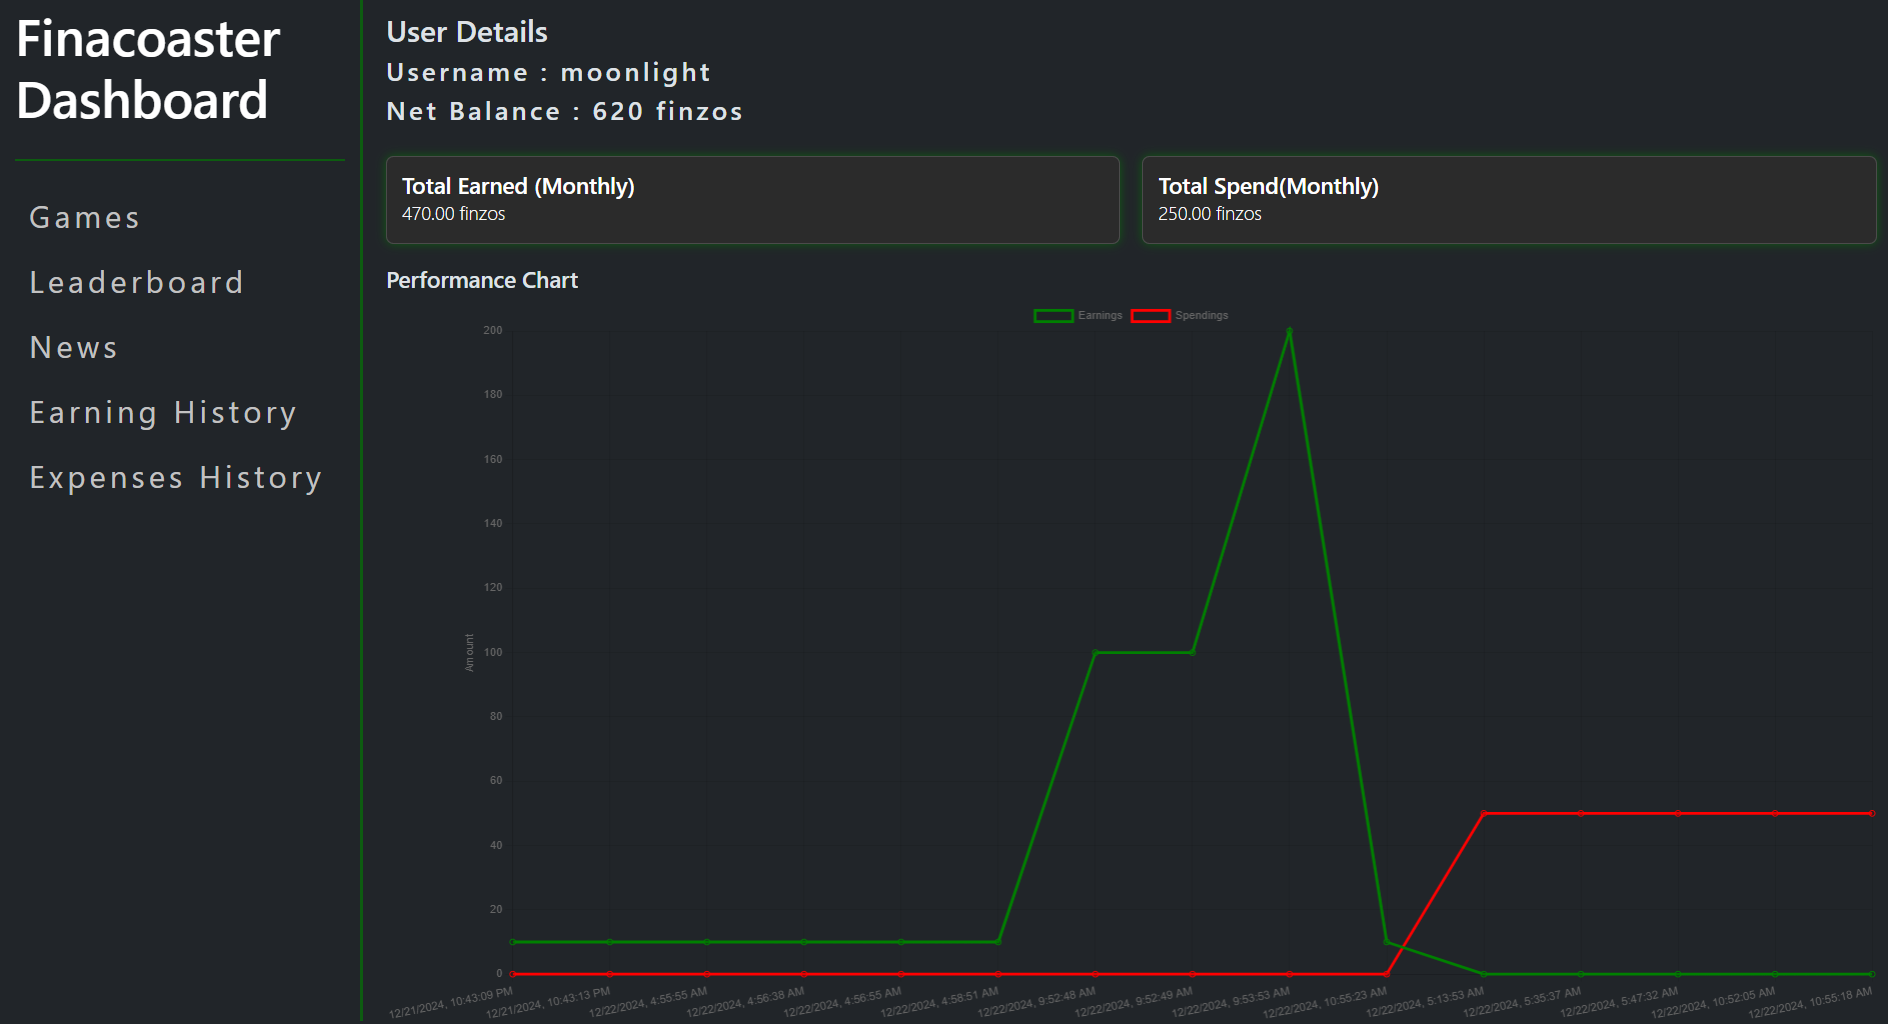 Finacoaster
Dashboard
Games
Leaderboard
News
Earning History
Expenses History
User Details
Username : moonlight
Net Balance : 620 finzos
Total Earned (Monthly)
470.00 finzos
Total Spend(Monthly)
250.00 finzos
Performance Chart
Earnings
Spendings
200
180
160
140
120
100
80
60
40
20
0
Amount
12/21/2024, 10:43:09 PM
12/21/2024, 10:43:13 PM
12/22/2024, 4:55:55 AM
12/22/2024, 4:56:38 AM
12/22/2024, 4:56:55 AM
12/22/2024, 4:58:51 AM
12/22/2024, 9:52:48 AM
12/22/2024, 9:52:49 AM
12/22/2024, 9:53:53 AM
12/22/2024, 10:55:23 AM
12/22/2024, 5:13:53 AM
12/22/2024, 5:35:37 AM
12/22/2024, 5:47:32 AM
12/22/2024, 10:52:05 AM
12/22/2024, 10:55:18 AM